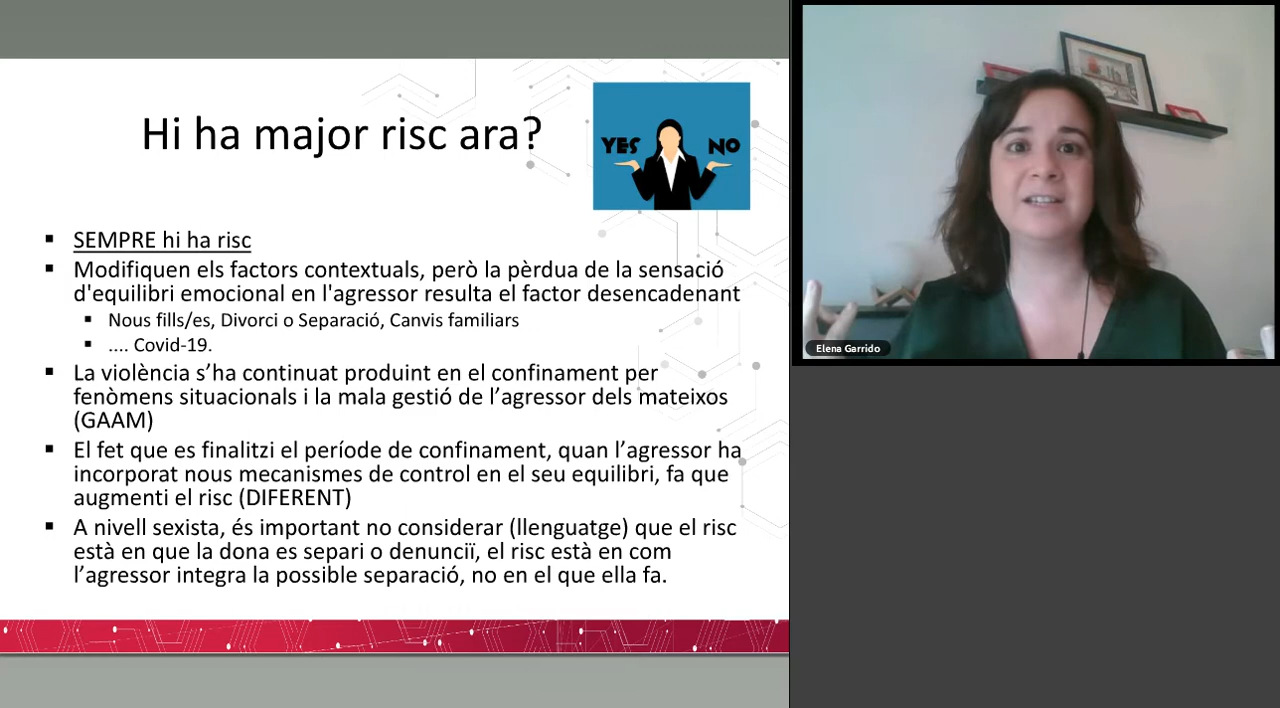 Hi ha major risc ara?
YES
NO
SEMPRE hi ha risc
Modifiquen els factors contextuals, però la pèrdua de la sensació
d'equilibri emocional en l'agressor resulta el factor desencadenant
Nous fills/es, Divorci o Separació, Canvis familiars
.... Covid-19.
La violència s’ha continuat produint en el confinament per
fenòmens situacionals i la mala gestió de l’agressor dels mateixos
(GAAM)
El fet que es finalitzi el període de confinament, quan l’agressor ha
incorporat nous mecanismes de control en el seu equilibri, fa que
augmenti el risc (DIFERENT)
A nivell sexista, és important no considerar (llenguatge) que el risc
està en que la dona es separi o denunciï, el risc està en com
l’agressor integra la possible separació, no en el que ella fa.
Elena Garrido